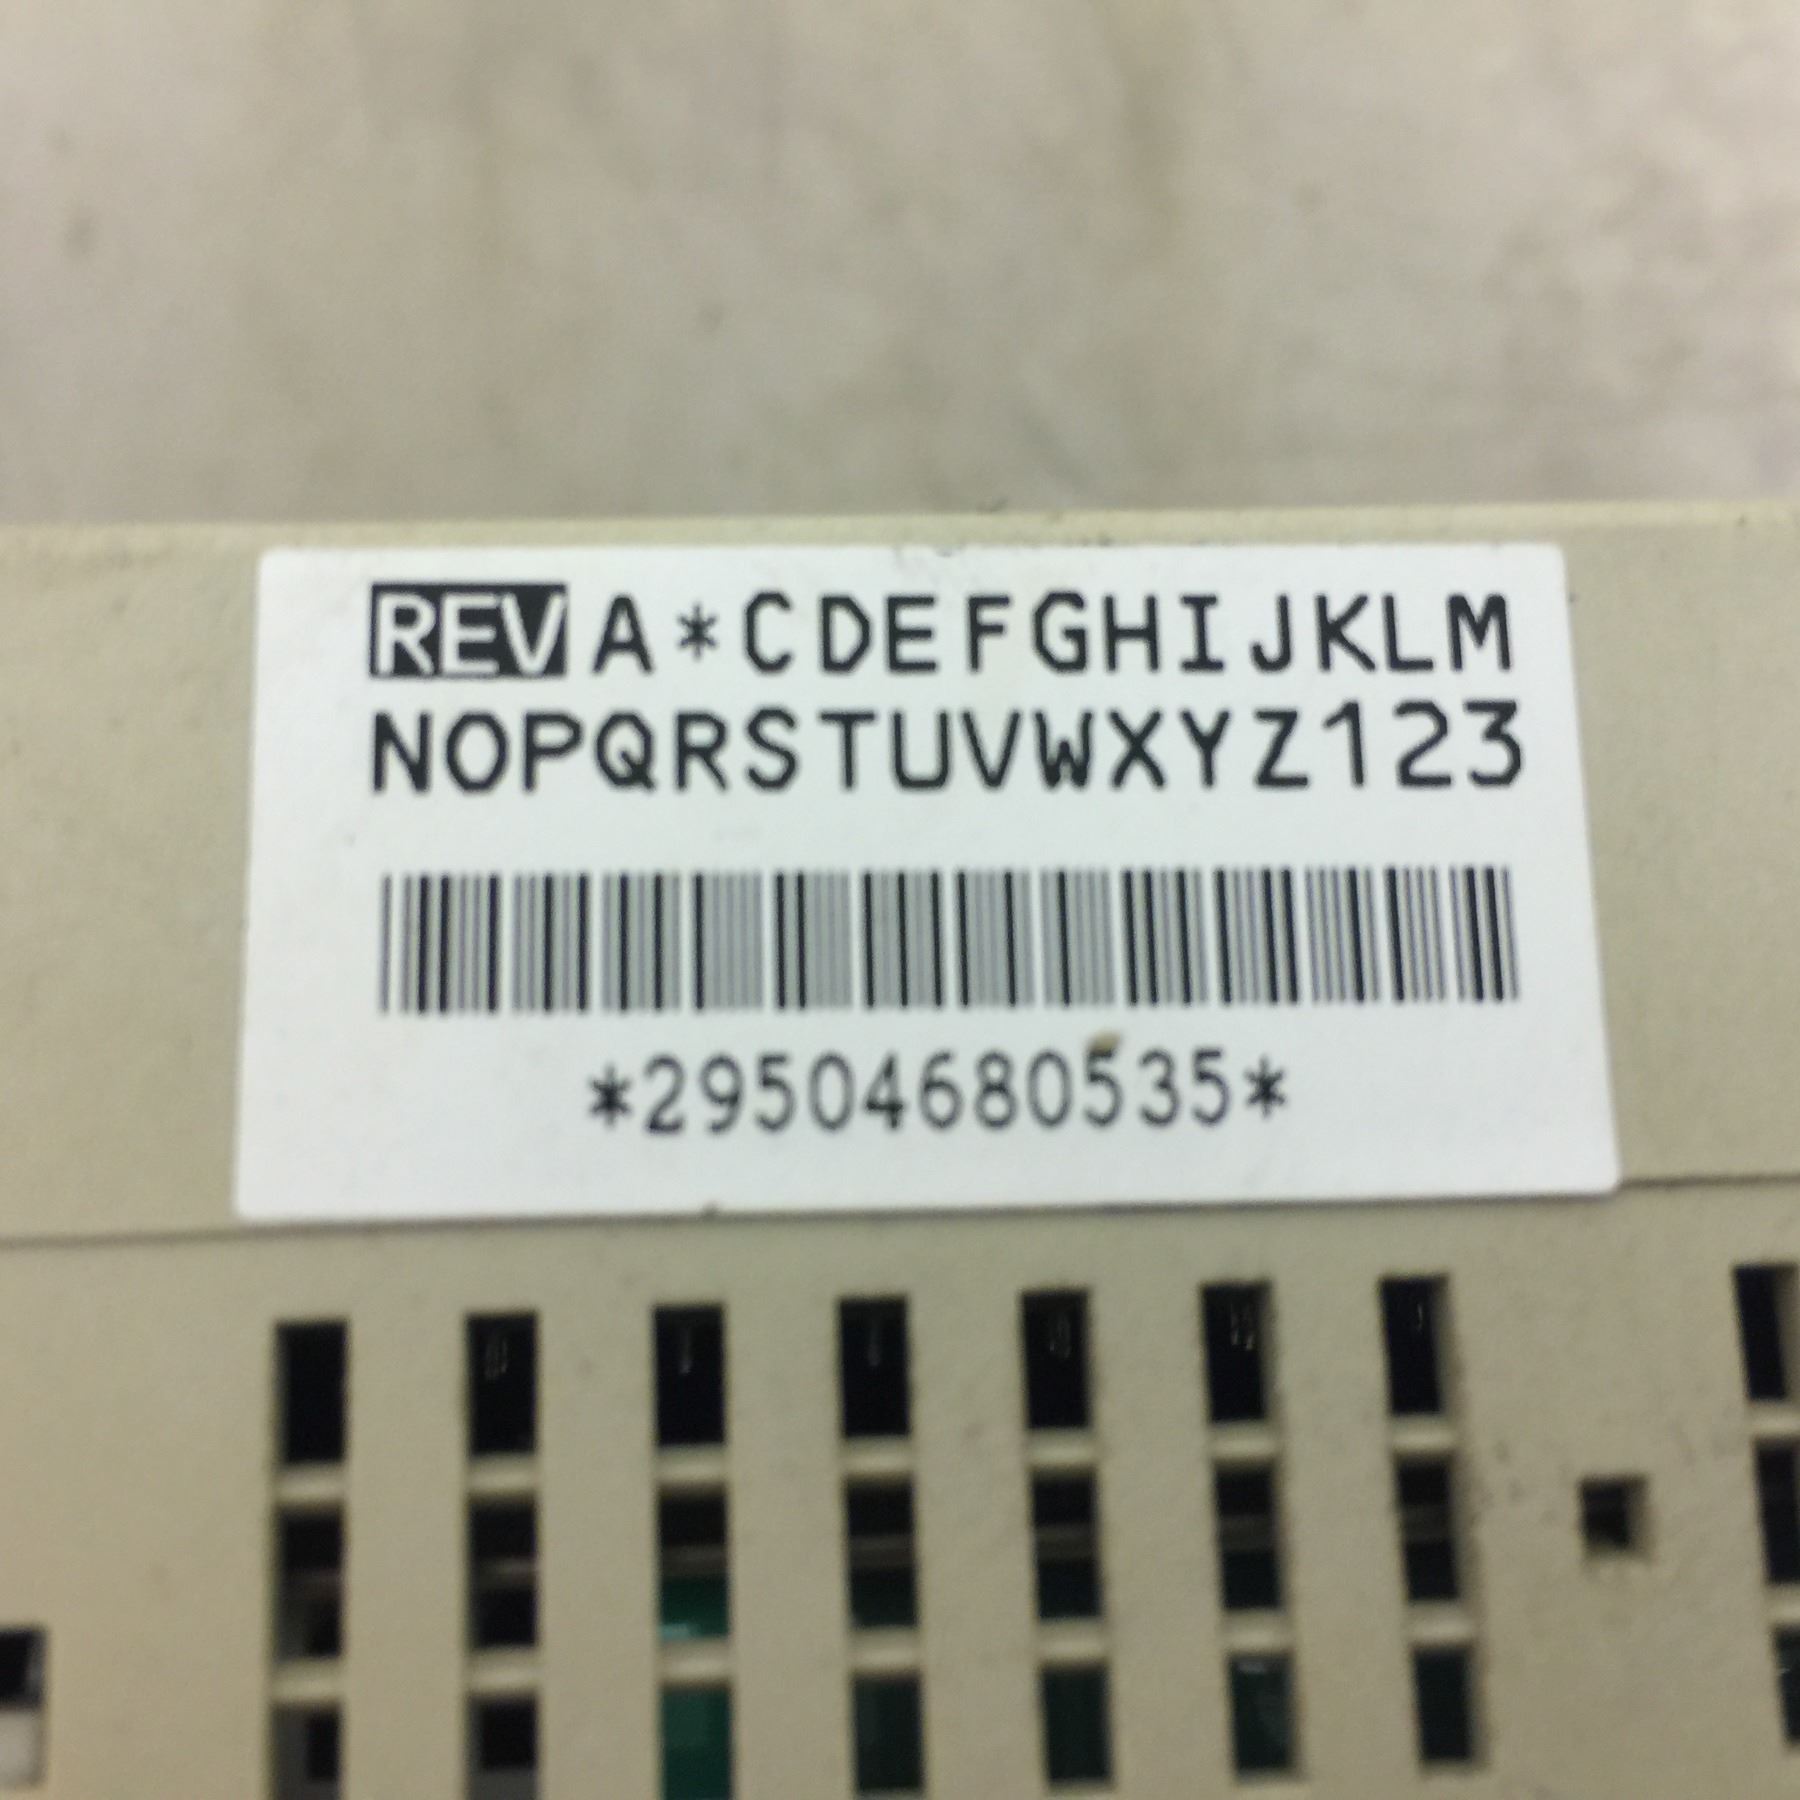 REV A*CDEFGHIJKLM
NOPQRSTUVWXYZ123
*29504680535*